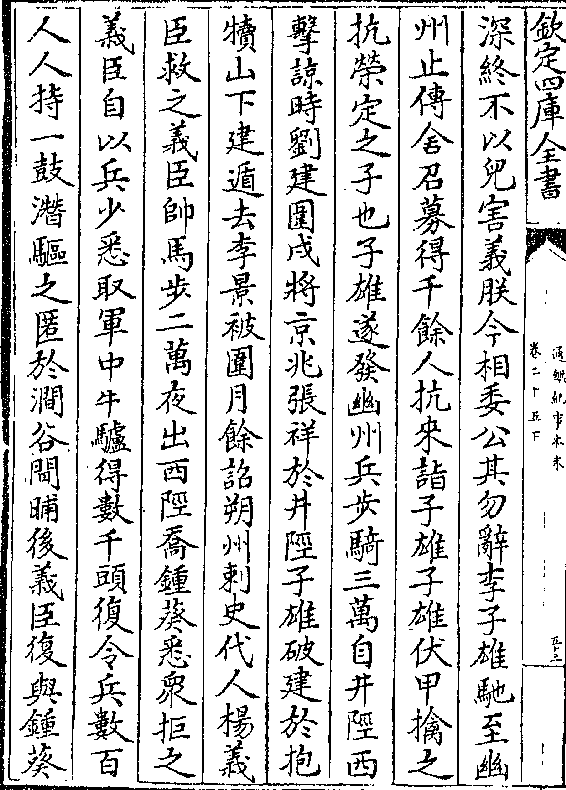 欽定四庫全書
通鑑紀事本末
卷二十五下
五十三
深終不以兒害義朕今相委公其勿辭李子雄馳至幽
州止傳舍召募得千餘人抗來詣子雄子雄伏甲擒之
抗榮定之子也子雄遂發幽州兵步騎三萬自井陘西
擊諒時劉建圍戍將京兆張祥於井陘子雄破建於抱
犢山下建遁去李景被圍月餘詔朔州刺史代人楊義
臣救之義臣帥馬步二萬夜出西陘喬鍾葵悉衆拒之
義臣自以兵少悉取軍中牛驢得數千頭復令兵數百
人人持一鼓潛驅之匿於澗谷間晡後義臣復與鍾葵